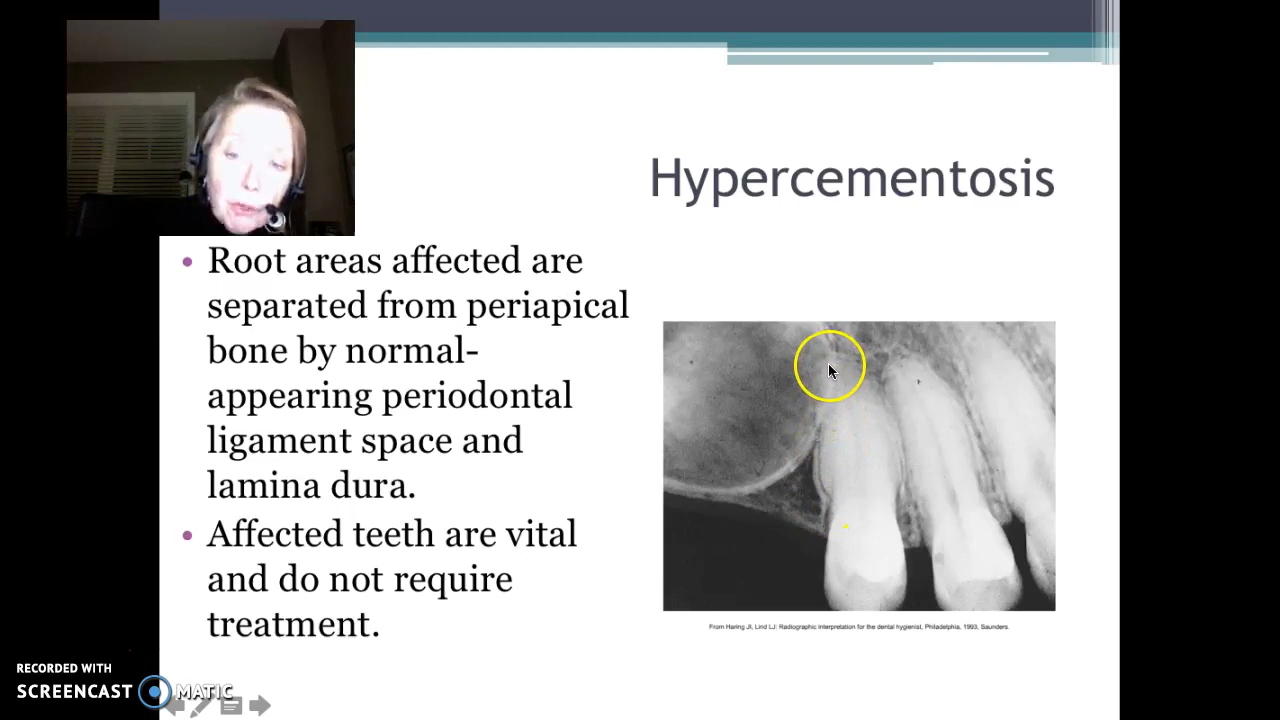 Hypercementosis
• Root areas affected are
separated from periapical
bone by normal-
appearing periodontal
ligament space and
lamina dura.
• Affected teeth are vital
and do not require
treatment.
From Haring JI, Lind LJ: Radiographic interpretation for the dental hygienist, Philadelphia, 1993, Saunders.
RECORDED WITH
SCREENCAST MATIC